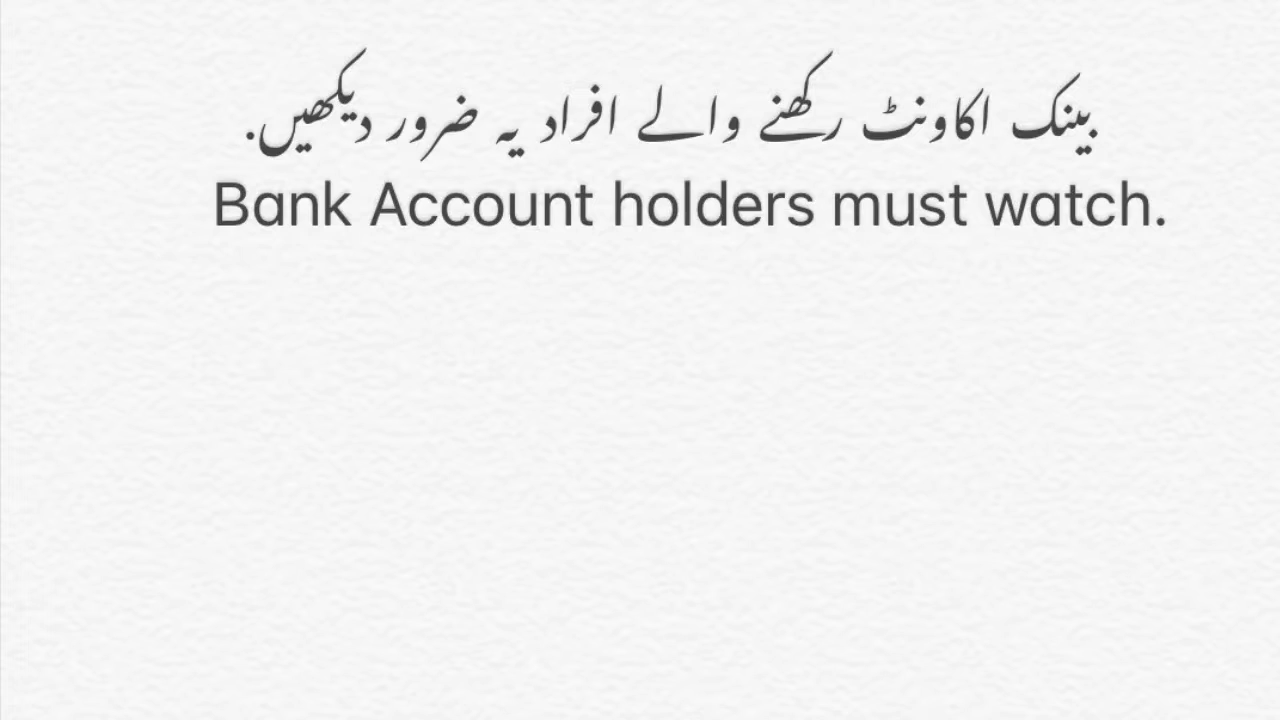 بینک اکاونٹ رکھنے والے افراد یہ ضرور دیکھیں.
Bank Account holders must watch.